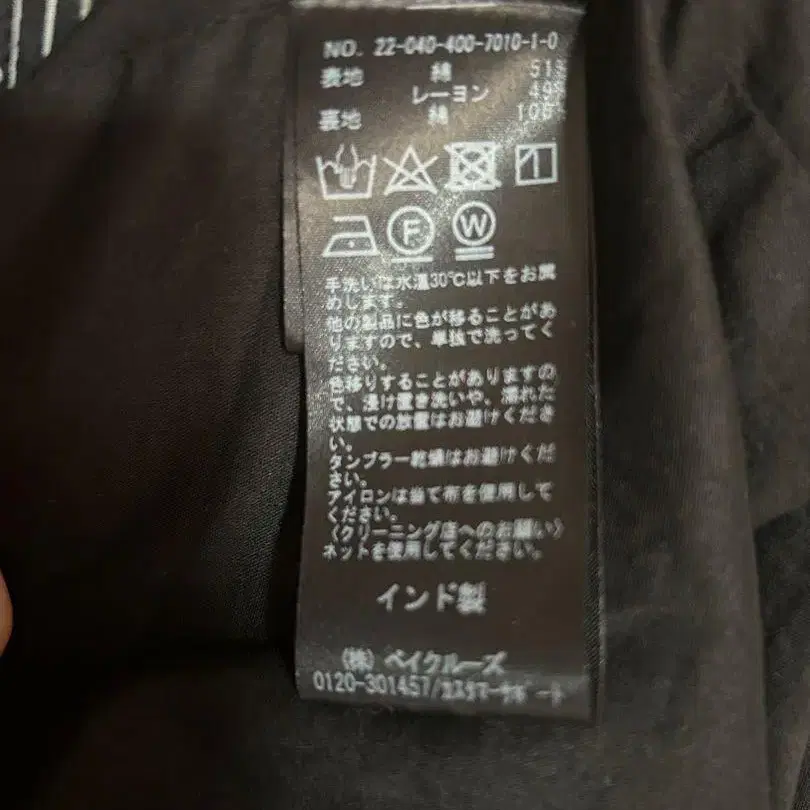 NO. 22-040-400-7010-1-0
表地 綿 51%
レーヨン 49%
裏地 綿 100%
F W
手洗いは水温30℃以下をお薦
めします。
他の製品に色が移ることがあ
りますので、単独で洗ってく
ださい。
色移りすることがありますの
で、浸け置き洗いや、濡れた
状態での放置はお避けくださ
い。
タンブラー乾燥はお避けくだ
さい。
アイロンは当て布を使用して
ください。
〈クリーニング店へのお願い〉
ネットを使用してください。
インド製
(株) ベイクルーズ
0120-301457/カスタマーサポート